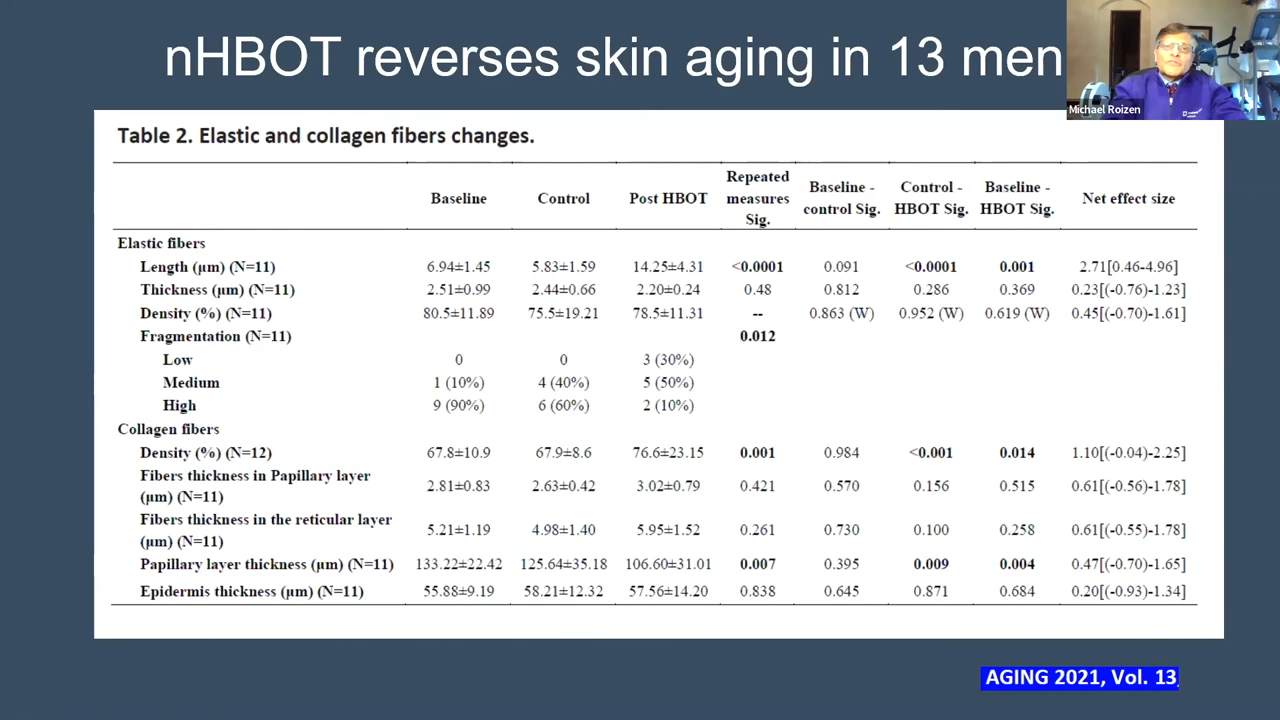 nHBOT reverses skin aging in 13 men
Michael Roizen
Table 2. Elastic and collagen fibers changes.
Baseline Control Post HBOT Repeated measures Sig. Baseline - control Sig. Control - HBOT Sig. Baseline - HBOT Sig. Net effect size
Elastic fibers
Length (μm) (N=11) 6.94±1.45 5.83±1.59 14.25±4.31 <0.0001 0.091 <0.0001 0.001 2.71[0.46-4.96]
Thickness (μm) (N=11) 2.51±0.99 2.44±0.66 2.20±0.24 0.48 0.812 0.286 0.369 0.23[(-0.76)-1.23)
Density (%) (N=11) 80.5±11.89 75.5±19.21 78.5±11.31 -- 0.863 (W) 0.952 (W) 0.619 (W) 0.45[(-0.70)-1.61)]
Fragmentation (N=11) 0.012
Low 0 0 3 (30%)
Medium 1 (10%) 4 (40%) 5 (50%)
High 9 (90%) 6 (60%) 2 (10%)
Collagen fibers
Density (%) (N=12) 67.8±10.9 67.9±8.6 76.6±23.15 0.001 0.984 <0.001 0.014 1.10[(-0.04)-2.25)]
Fibers thickness in Papillary layer (μm) (N=11) 2.81±0.83 2.63±0.42 3.02±0.79 0.421 0.570 0.156 0.515 0.61(-0.56)-1.78]
Fibers thickness in the reticular layer (μm) (N=11) 5.21±1.19 4.98±1.40 5.95±1.52 0.261 0.730 0.100 0.258 0.61(-0.55)-1.78]
Papillary layer thickness (μm) (N=11) 133.22±22.42 125.64±35.18 106.60±31.01 0.007 0.395 0.009 0.004 0.47[(-0.70)-1.65)]
Epidermis thickness (μm) (N=11) 55.88±9.19 58.21±12.32 57.56±14.20 0.838 0.645 0.871 0.684 0.20[(-0.93)-1.34)]
AGING 2021, Vol. 13,